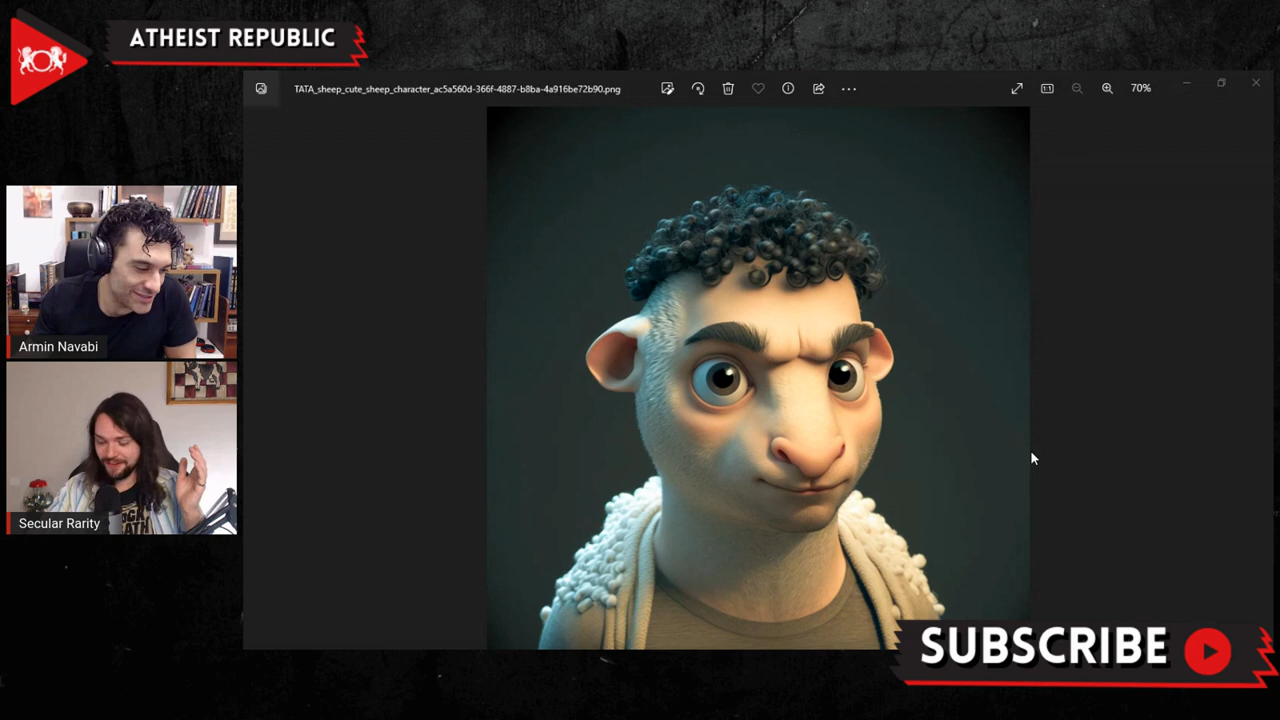 ATHEIST REPUBLIC
TATA_sheep_cute_sheep_character_ac5a560d-366f-4887-b8ba-4a916be72b90.png
70%
Armin Navabi
Secular Rarity
SUBSCRIBE